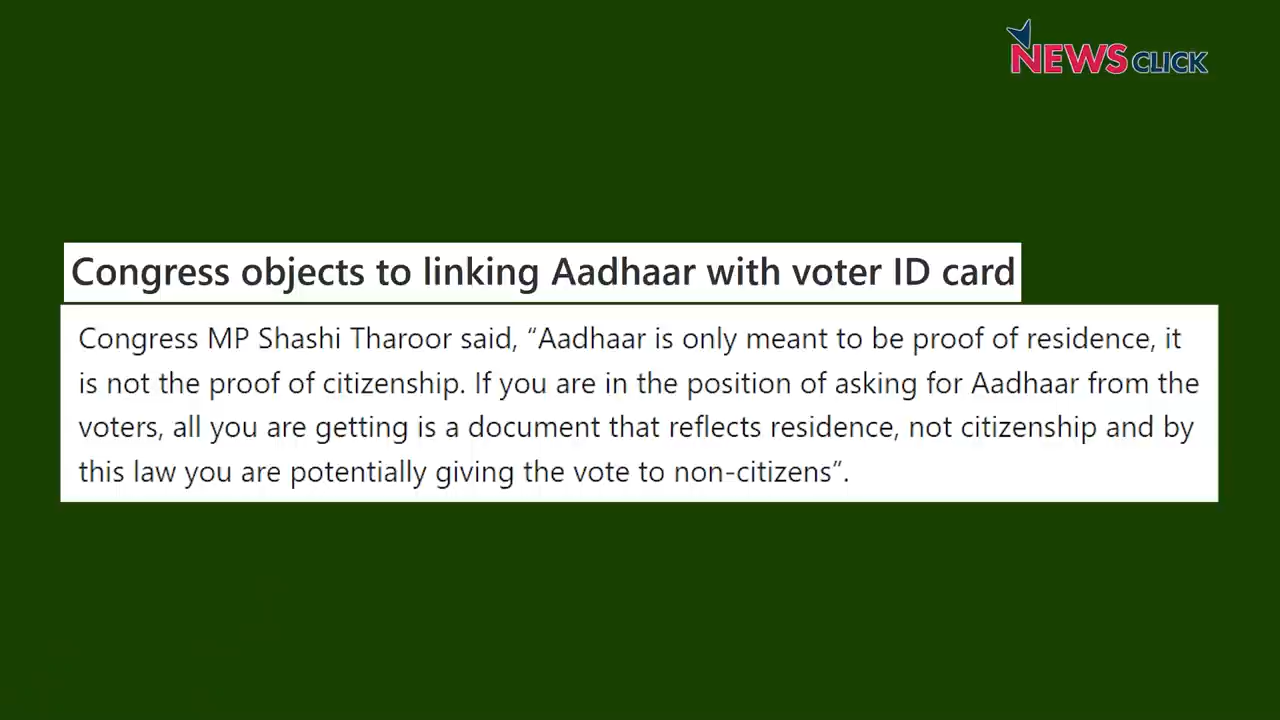 NEWSCLICK
Congress objects to linking Aadhaar with voter ID card
Congress MP Shashi Tharoor said, “Aadhaar is only meant to be proof of residence, it
is not the proof of citizenship. If you are in the position of asking for Aadhaar from the
voters, all you are getting is a document that reflects residence, not citizenship and by
this law you are potentially giving the vote to non-citizens”.